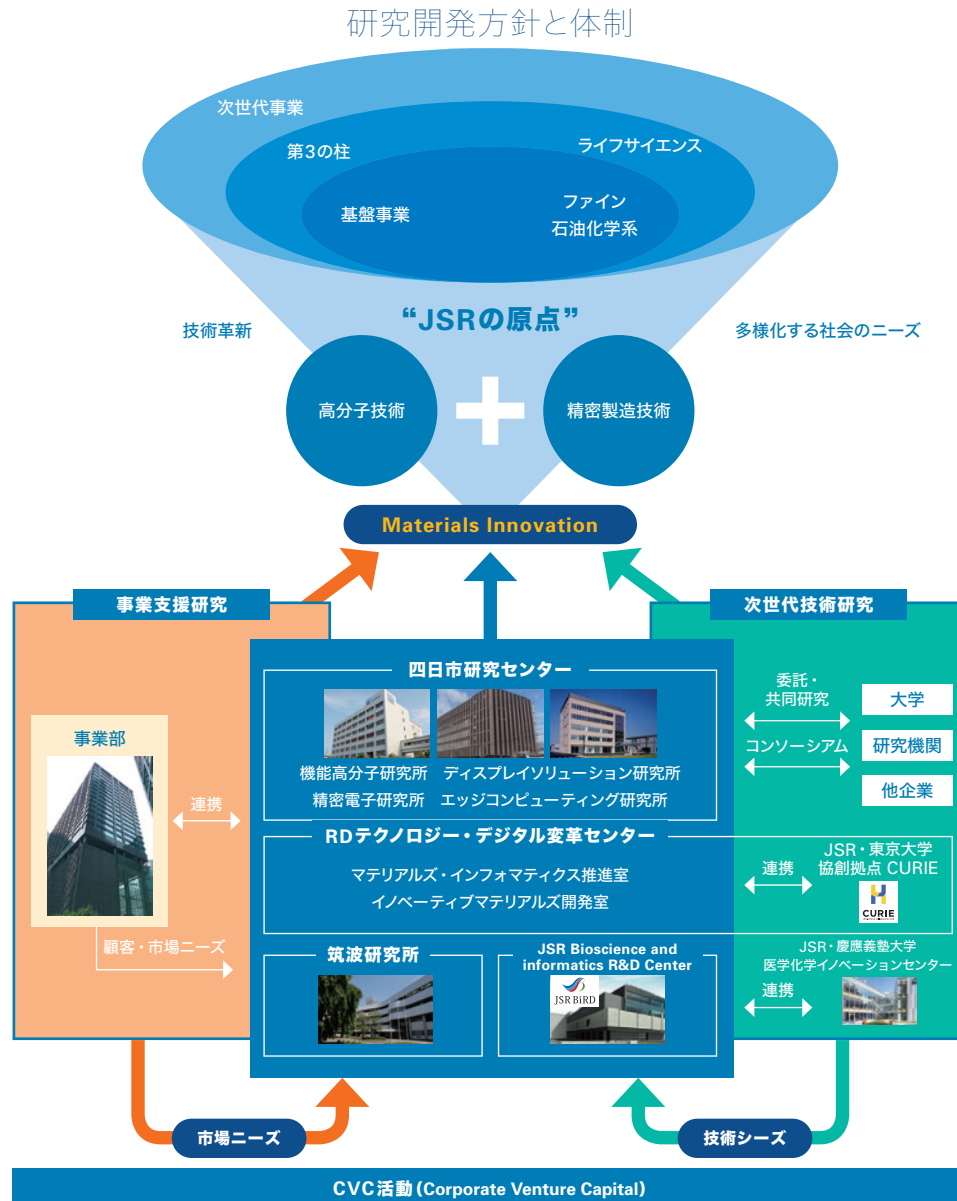 研究開発方針と体制
次世代事業
第3の柱
ライフサイエンス
基盤事業
ファイン
石油化学系
“JSRの原点”
技術革新
多様化する社会のニーズ
高分子技術
精密製造技術
Materials Innovation
事業支援研究
次世代技術研究
四日市研究センター
機能高分子研究所
ディスプレイソリューション研究所
精密電子研究所
エッジコンピューティング研究所
事業部
連携
顧客・市場ニーズ
委託・
共同研究
コンソーシアム
大学
研究機関
他企業
RDテクノロジー・デジタル変革センター
マテリアルズ・インフォマティクス推進室
イノベーティブマテリアルズ開発室
連携
JSR・東京大学
協創拠点 CURIE
CURIE
筑波研究所
JSR Bioscience and
informatics R&D Center
JSR BiRD
JSR・慶應義塾大学
医学化学イノベーションセンター
連携
市場ニーズ
技術シーズ
CVC活動(Corporate Venture Capital)